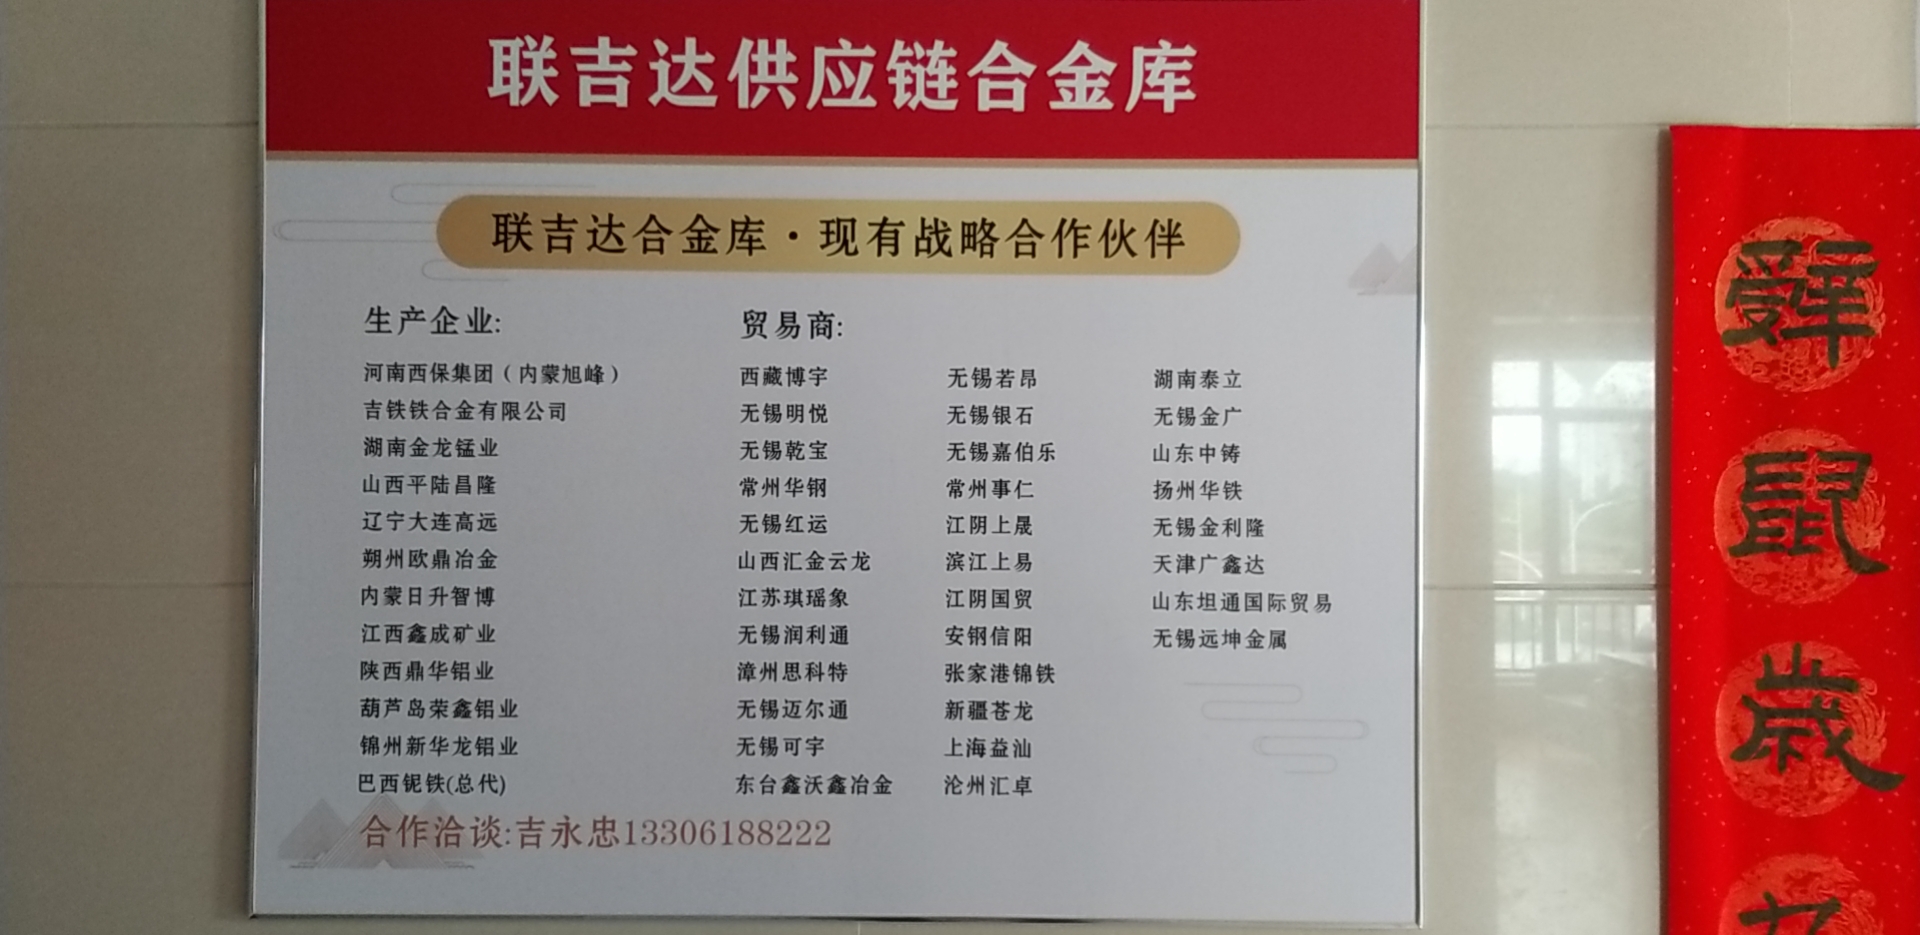 联吉达供应链合金库
联吉达合金库·现有战略合作伙伴
生产企业:
河南西保集团（内蒙旭峰）
吉铁铁合金有限公司
湖南金龙锰业
山西平陆昌隆
辽宁大连高远
朔州欧鼎冶金
内蒙日升智博
江西鑫成矿业
陕西鼎华铝业
葫芦岛荣鑫铝业
锦州新华龙铝业
巴西铌铁(总代)
贸易商:
西藏博宇
无锡明悦
无锡乾宝
常州华钢
无锡红运
山西汇金云龙
江苏琪瑶象
无锡润利通
漳州思科特
无锡迈尔通
无锡可宇
东台鑫沃鑫冶金
无锡若昂
无锡银石
无锡嘉伯乐
常州事仁
江阴上晟
滨江上易
江阴国贸
安钢信阳
张家港锦铁
新疆苍龙
上海益汕
沧州汇卓
湖南泰立
无锡金广
山东中铸
扬州华铁
无锡金利隆
天津广鑫达
山东坦通国际贸易
无锡远坤金属
合作洽谈:吉永忠13306188222
辤鼠歲